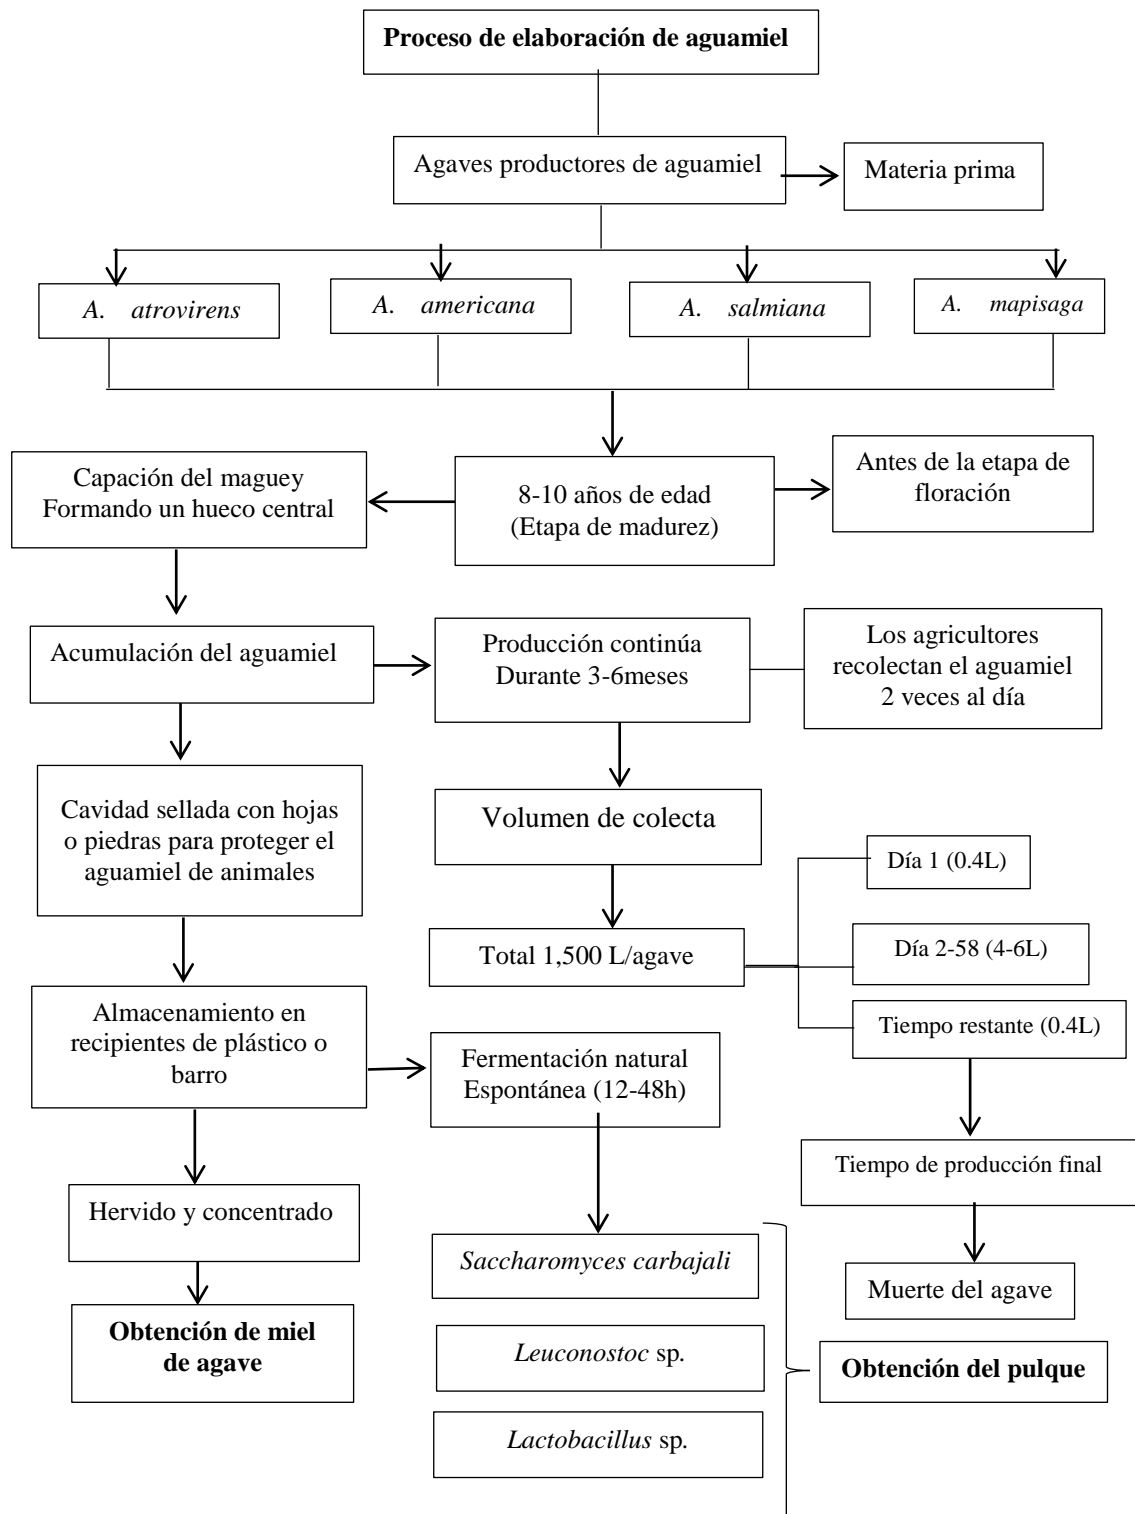 Proceso de elaboración de aguamiel
Agaves productores de aguamiel
Materia prima
A. atrovirens
A. americana
A. salmiana
A. mapisaga
Capación del maguey
Formando un hueco central
8-10 años de edad
(Etapa de madurez)
Antes de la etapa de
floración
Acumulación del aguamiel
Producción continúa
Durante 3-6meses
Los agricultores
recolectan el aguamiel
2 veces al día
Cavidad sellada con hojas
o piedras para proteger el
aguamiel de animales
Volumen de colecta
Día 1 (0.4L)
Total 1,500 L/agave
Día 2-58 (4-6L)
Tiempo restante (0.4L)
Almacenamiento en
recipientes de plástico o
barro
Fermentación natural
Espontánea (12-48h)
Tiempo de producción final
Hervido y concentrado
Saccharomyces carbajali
Muerte del agave
Obtención de miel
de agave
Leuconostoc sp.
Obtención del pulque
Lactobacillus sp.